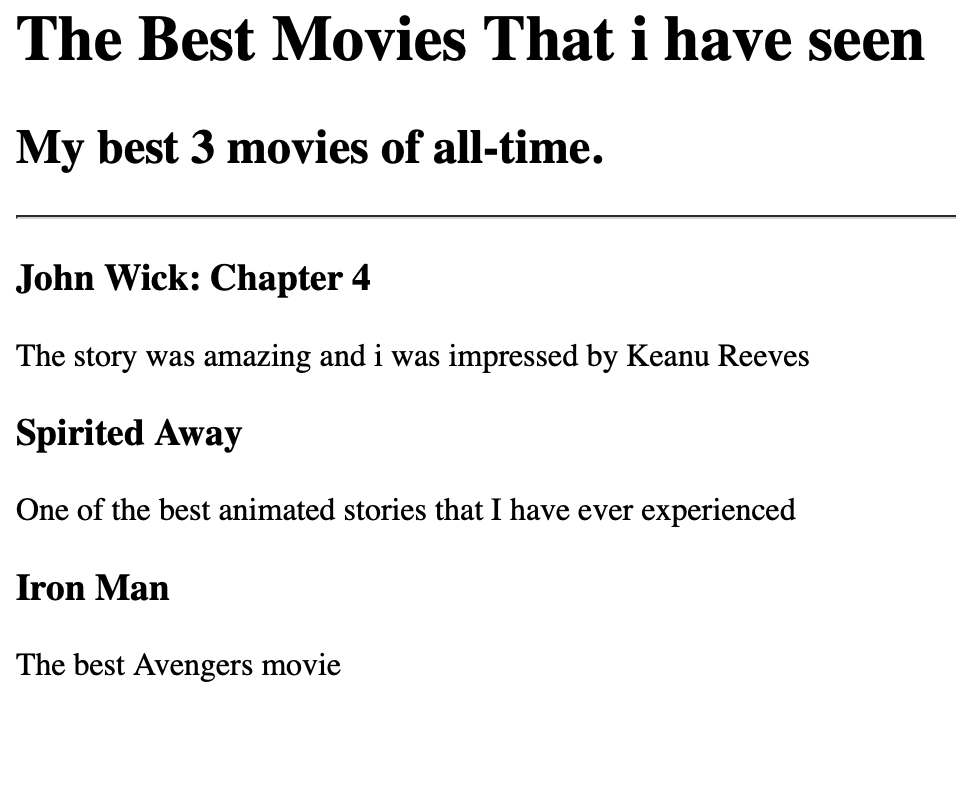 The Best Movies That i have seen
My best 3 movies of all-time.
John Wick: Chapter 4
The story was amazing and i was impressed by Keanu Reeves
Spirited Away
One of the best animated stories that I have ever experienced
Iron Man
The best Avengers movie